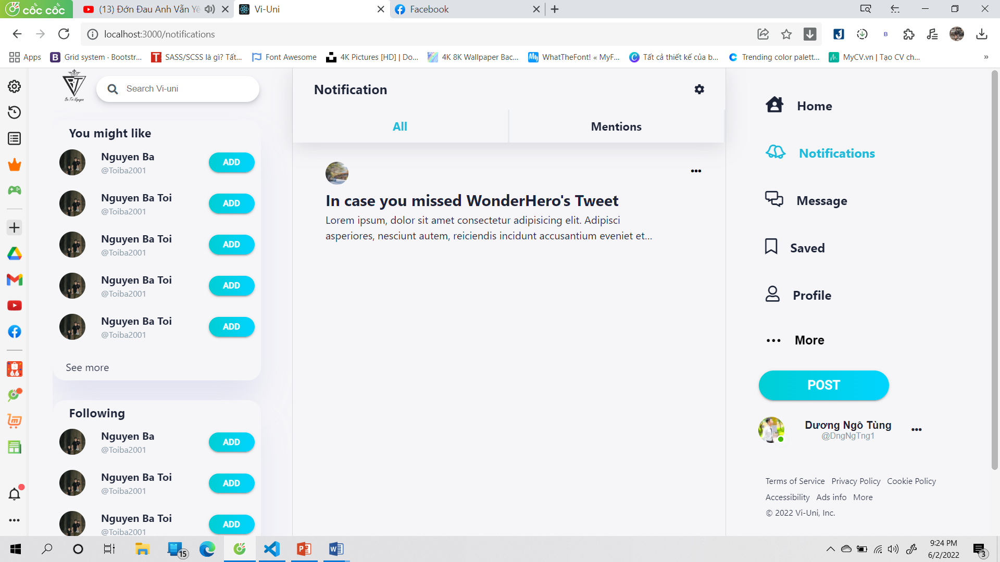 cốc cốc
(13) Đớn Đau Anh Vẫn Yê
Vi-Uni
Facebook
localhost:3000/notifications
Apps
Grid system · Bootstr...
SASS/SCSS là gì? Tất...
Font Awesome
4K Pictures [HD] | Do...
4K 8K Wallpaper Bac...
WhatTheFont! « MyF...
Tất cả thiết kế của b...
Trending color palett...
MyCV.vn | Tạo CV ch...
»
Ba Toi Nguyen
Search Vi-uni
You might like
Nguyen Ba
@Toiba2001
ADD
Nguyen Ba Toi
@Toiba2001
ADD
Nguyen Ba Toi
@Toiba2001
ADD
Nguyen Ba Toi
@Toiba2001
ADD
Nguyen Ba Toi
@Toiba2001
ADD
See more
Following
Nguyen Ba
@Toiba2001
ADD
Nguyen Ba Toi
@Toiba2001
ADD
Nguyen Ba Toi
@Toiba2001
ADD
Notification
All
Mentions
In case you missed WonderHero's Tweet
Lorem ipsum, dolor sit amet consectetur adipisicing elit. Adipisci
asperiores, nesciunt autem, reiciendis incidunt accusantium eveniet et...
Home
Notifications
Message
Saved
Profile
More
POST
Dương Ngô Tùng
@DngNgTng1
Terms of Service Privacy Policy Cookie Policy
Accessibility Ads info More
© 2022 Vi-Uni, Inc.
15
9:24 PM
6/2/2022
3